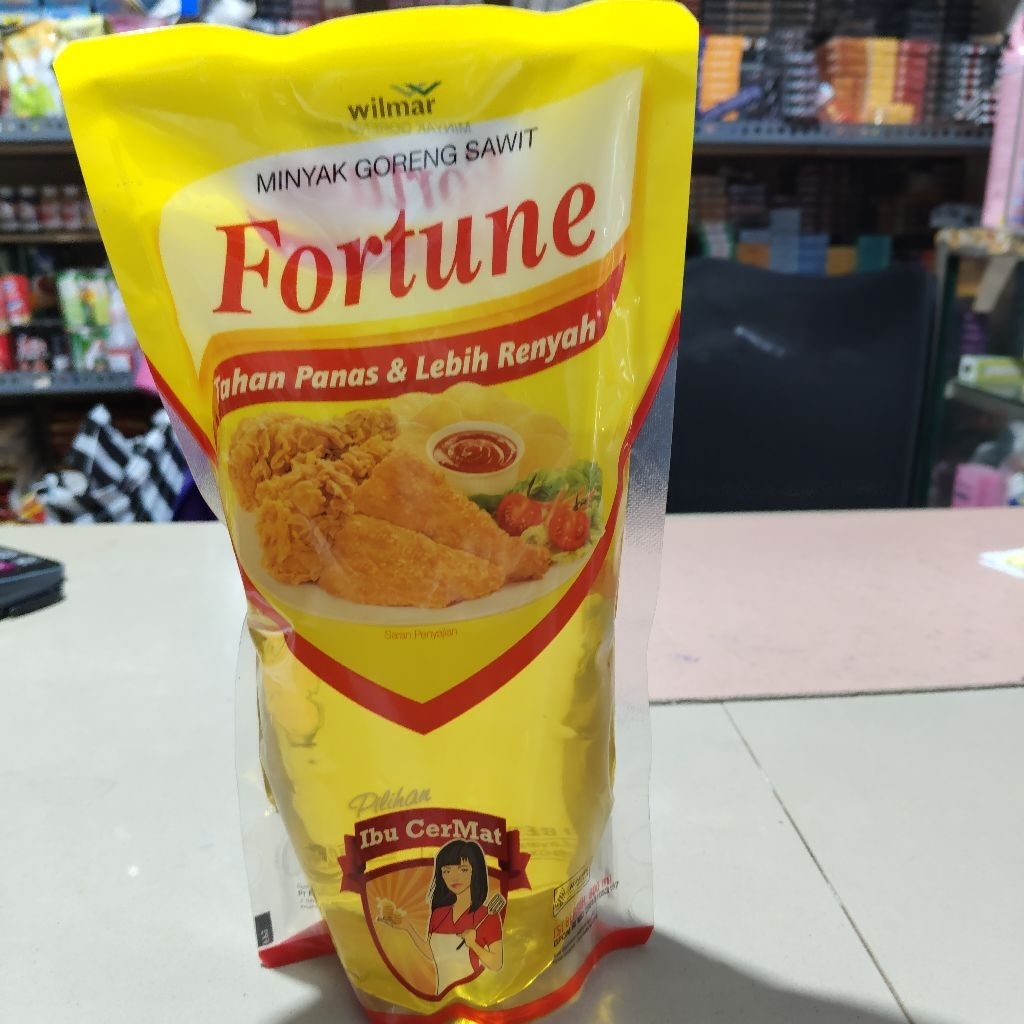 wilmar
MINYAK GORENG SAWIT
Fortune
Tahan Panas & Lebih Renyah
Saran Penyajian
Pilihan
Ibu CerMat